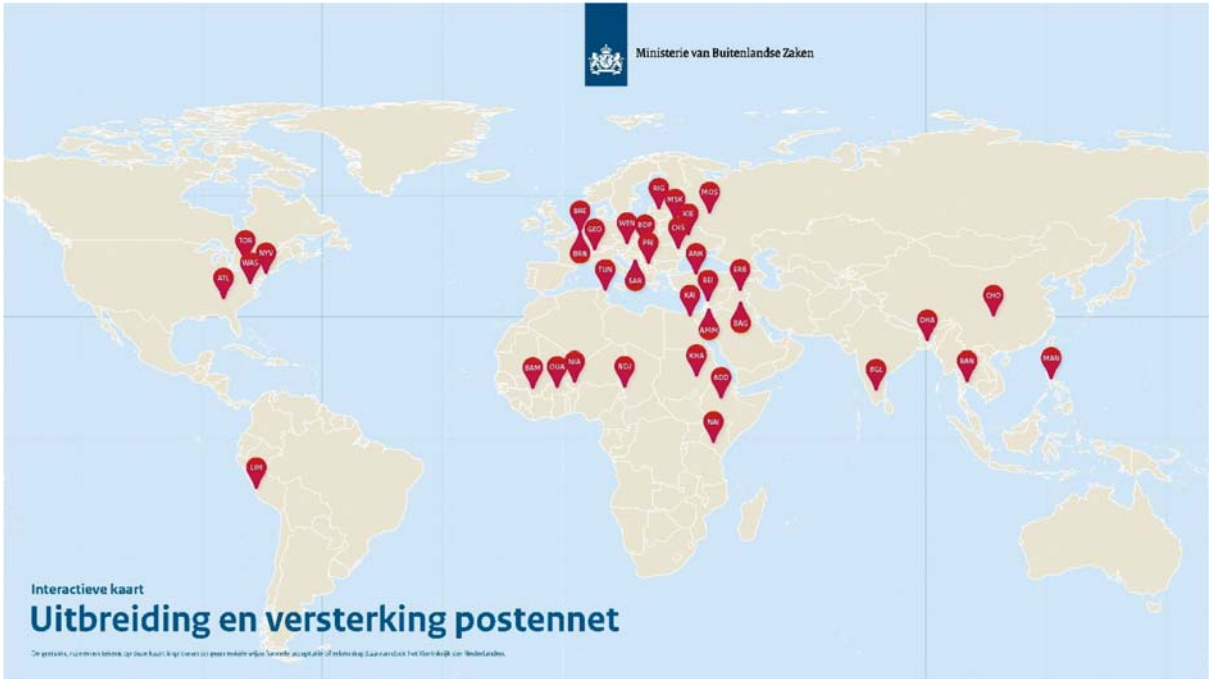 Ministerie van Buitenlandse Zaken
RIG
MSK
MOS
BRE
KIE
GEO
WEN
BOP
CHS
TOR
PRI
NYV
BRN
ANK
WAS
ATL
TUN
SAR
BEI
ERB
KAI
CHO
AMM
BAG
DHA
BAM
OUA
NIA
NDJ
KHA
ADD
BGL
BAN
MAN
NAI
LIM
Interactieve kaart
Uitbreiding en versterking postennet